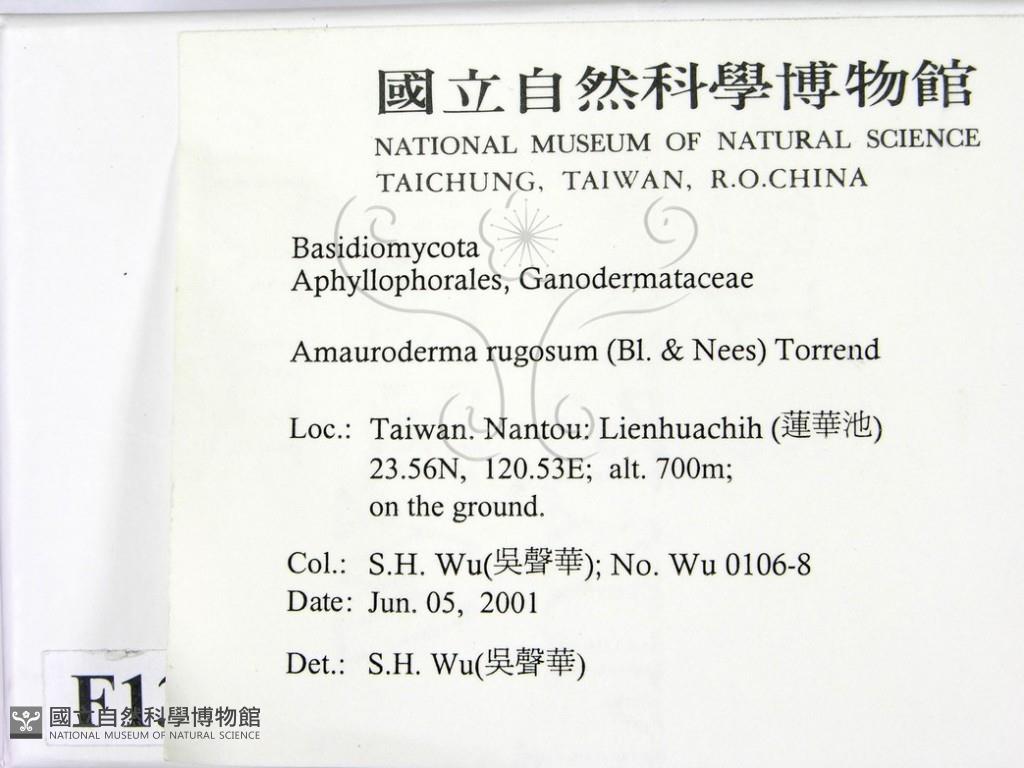 國立自然科學博物館
NATIONAL MUSEUM OF NATURAL SCIENCE
TAICHUNG, TAIWAN, R.O.CHINA
Basidiomycota
Aphyllophorales, Ganodermataceae
Amauroderma rugosum (Bl. & Nees) Torrend
Loc.: Taiwan. Nantou: Lienhuachih (蓮華池)
23.56N, 120.53E; alt. 700m;
on the ground.
Col.: S.H. Wu(吳聲華); No. Wu 0106-8
Date: Jun. 05, 2001
Det.: S.H. Wu(吳聲華)
國立自然科學博物館
NATIONAL MUSEUM OF NATURAL SCIENCE